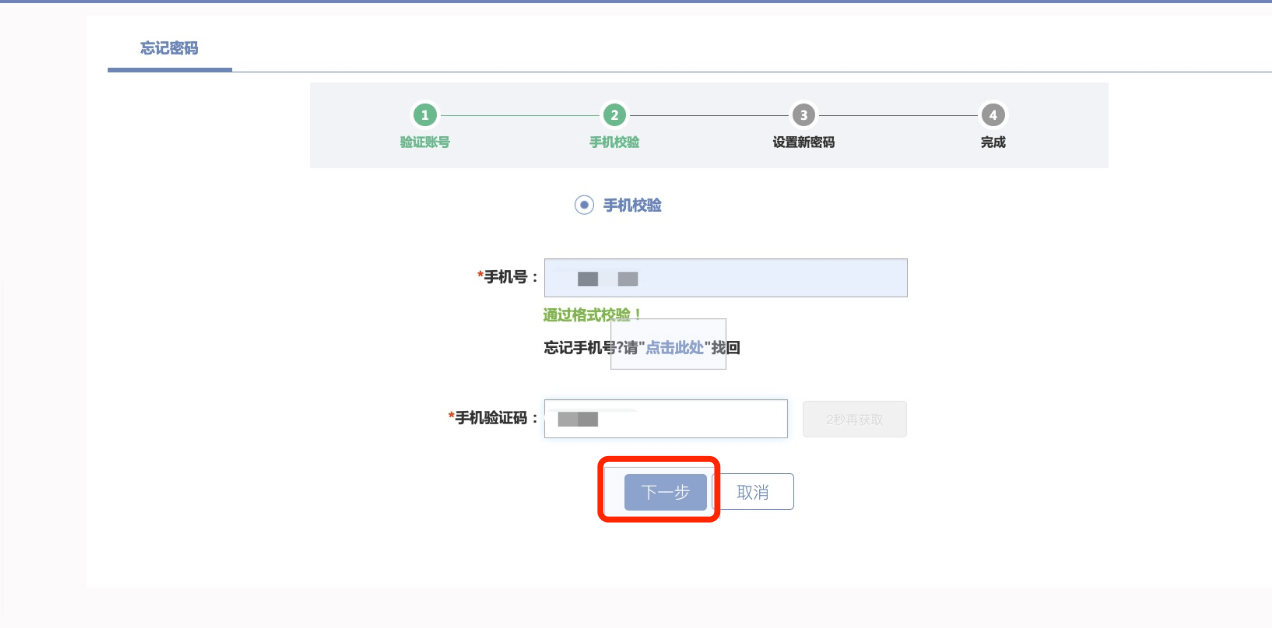 忘记密码
1 2 3 4
验证账号 手机校验 设置新密码 完成
手机校验
*手机号：
通过格式校验！
忘记手机号?请"点击此处"找回
*手机验证码： 2秒再获取
下一步 取消